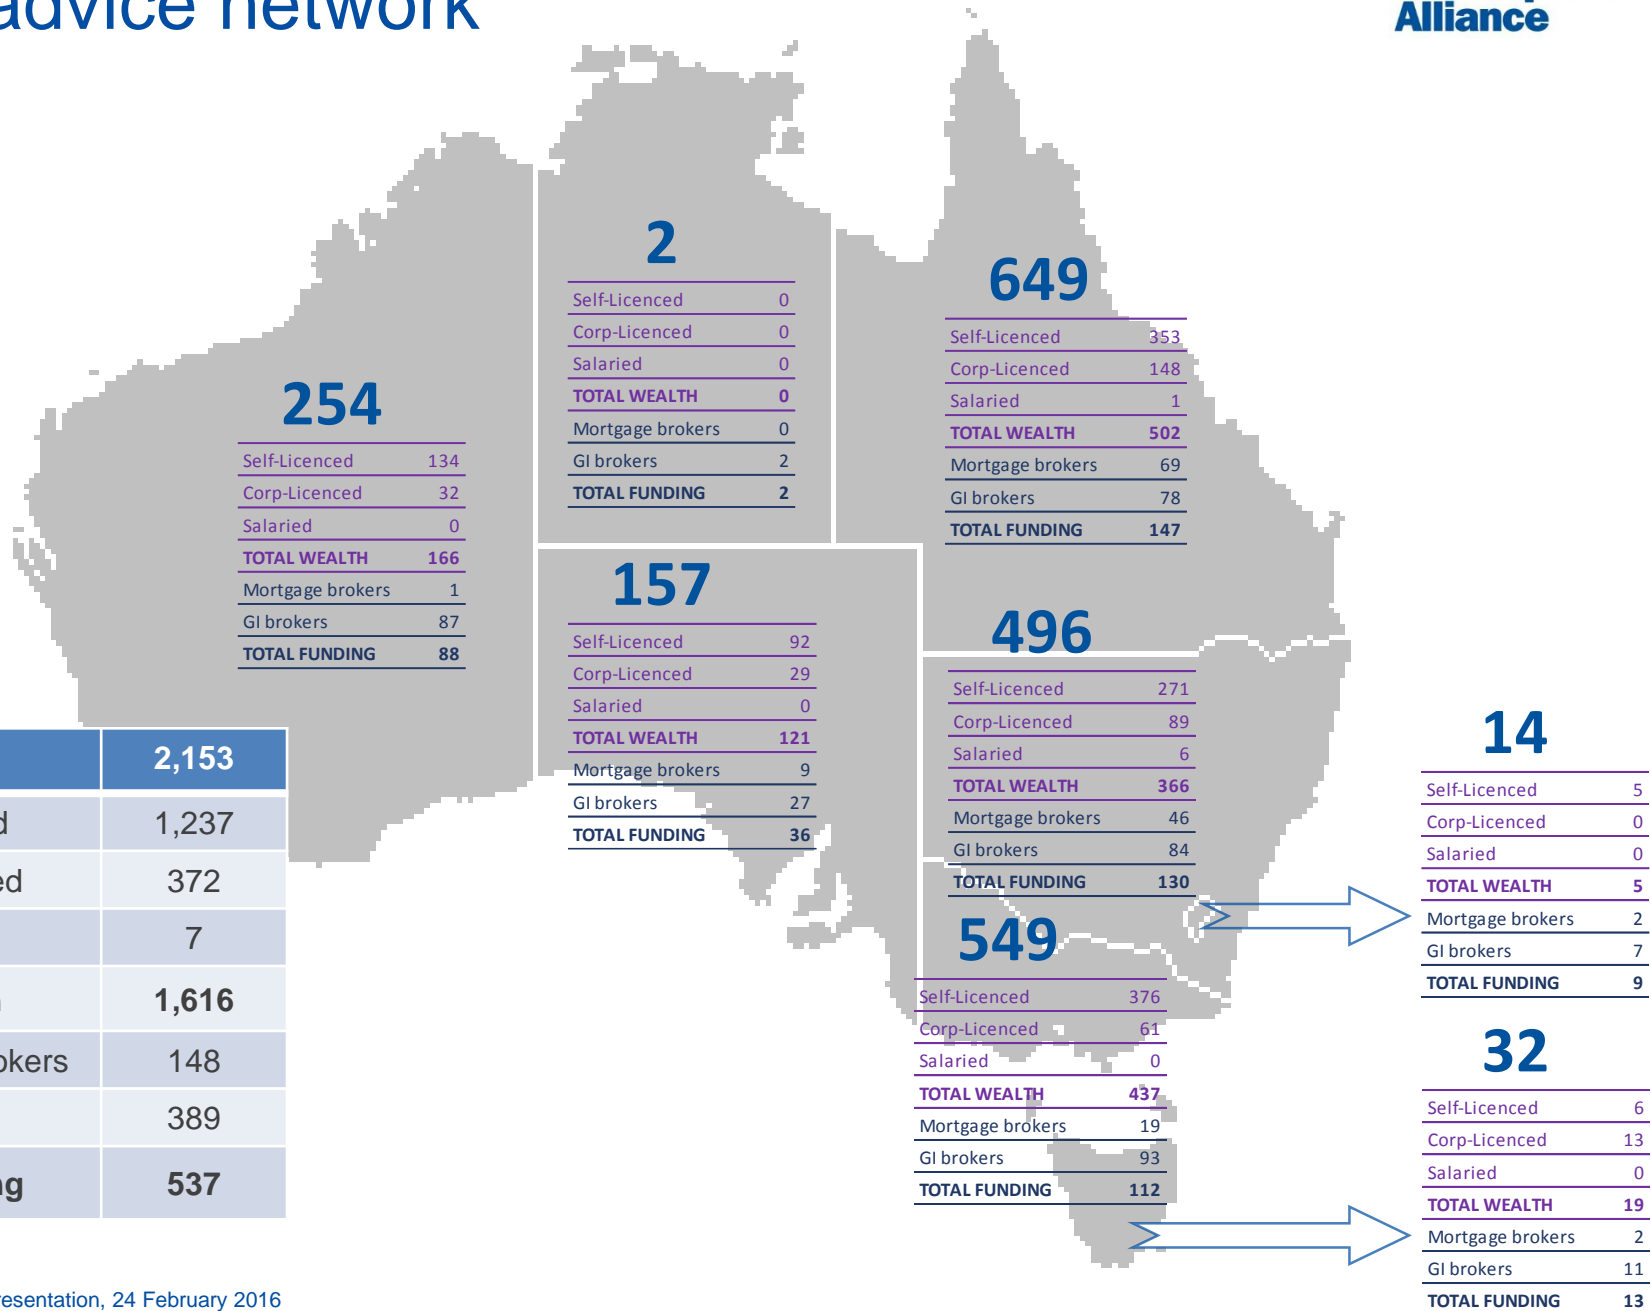 advice network
Alliance
2
Self-Licenced 0
Corp-Licenced 0
Salaried 0
TOTAL WEALTH 0
Mortgage brokers 0
GI brokers 2
TOTAL FUNDING 2
649
Self-Licenced 353
Corp-Licenced 148
Salaried 1
TOTAL WEALTH 502
Mortgage brokers 69
GI brokers 78
TOTAL FUNDING 147
254
Self-Licenced 134
Corp-Licenced 32
Salaried 0
TOTAL WEALTH 166
Mortgage brokers 1
GI brokers 87
TOTAL FUNDING 88
157
Self-Licenced 92
Corp-Licenced 29
Salaried 0
TOTAL WEALTH 121
Mortgage brokers 9
GI brokers 27
TOTAL FUNDING 36
496
Self-Licenced 271
Corp-Licenced 89
Salaried 6
TOTAL WEALTH 366
Mortgage brokers 46
GI brokers 84
TOTAL FUNDING 130
14
Self-Licenced 5
Corp-Licenced 0
Salaried 0
TOTAL WEALTH 5
Mortgage brokers 2
GI brokers 7
TOTAL FUNDING 9
549
Self-Licenced 376
Corp-Licenced 61
Salaried 0
TOTAL WEALTH 437
Mortgage brokers 19
GI brokers 93
TOTAL FUNDING 112
32
Self-Licenced 6
Corp-Licenced 13
Salaried 0
TOTAL WEALTH 19
Mortgage brokers 2
GI brokers 11
TOTAL FUNDING 13
2,153
d 1,237
ed 372
7
1,616
okers 148
389
ng 537
resentation, 24 February 2016